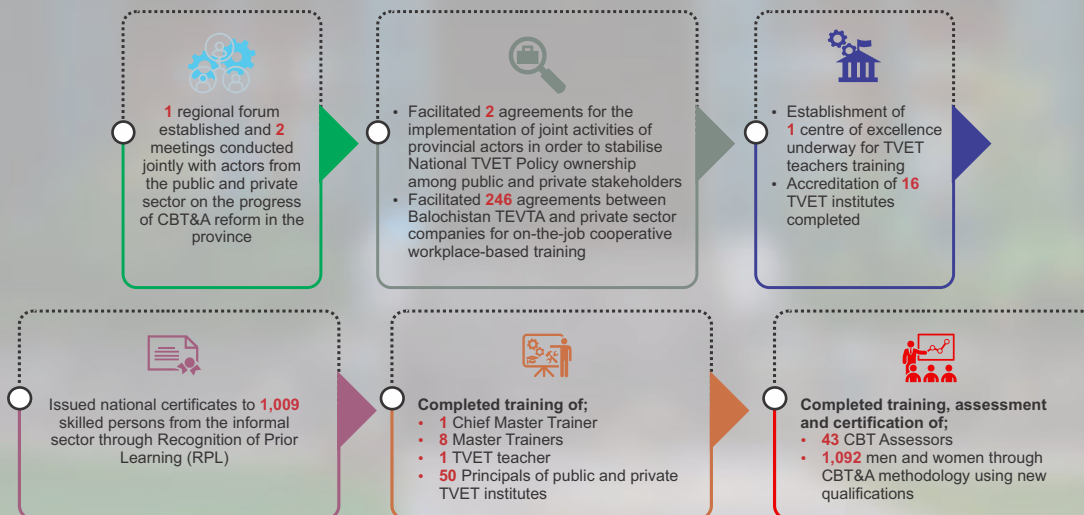 1 regional forum
established and 2
meetings conducted
jointly with actors from
the public and private
sector on the progress
of CBT&A reform in the
province
• Facilitated 2 agreements for the
implementation of joint activities of
provincial actors in order to stabilise
National TVET Policy ownership
among public and private stakeholders
• Facilitated 246 agreements between
Balochistan TEVTA and private sector
companies for on-the-job cooperative
workplace-based training
• Establishment of
1 centre of excellence
underway for TVET
teachers training
• Accreditation of 16
TVET institutes
completed
Issued national certificates to 1,009
skilled persons from the informal
sector through Recognition of Prior
Learning (RPL)
Completed training of;
• 1 Chief Master Trainer
• 8 Master Trainers
• 1 TVET teacher
• 50 Principals of public and private
TVET institutes
Completed training, assessment
and certification of;
• 43 CBT Assessors
• 1,092 men and women through
CBT&A methodology using new
qualifications